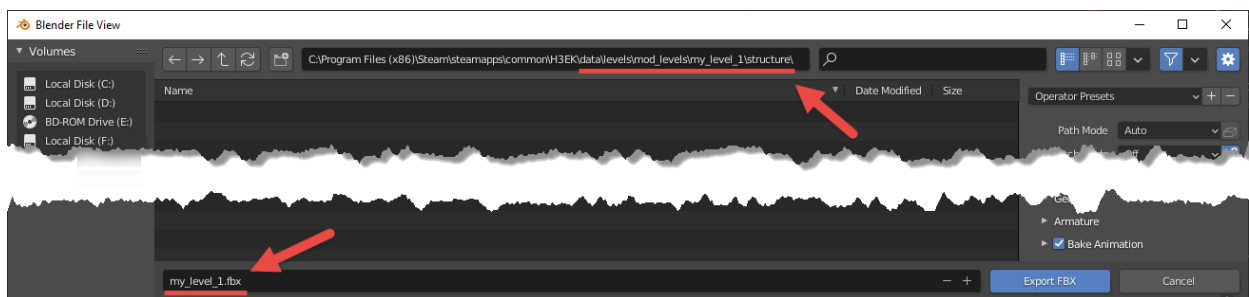 Blender File View
Volumes
C:\Program Files (x86)\Steam\steamapps\common\H3EK\data\levels\mod_levels\my_level_1\structure\
Local Disk (C:)
Local Disk (D:)
BD-ROM Drive (E:)
Local Disk (F:)
Name
Date Modified
Size
Operator Presets
Path Mode
Auto
Off
Armature
Bake Animation
my_level_1.fbx
Export FBX
Cancel